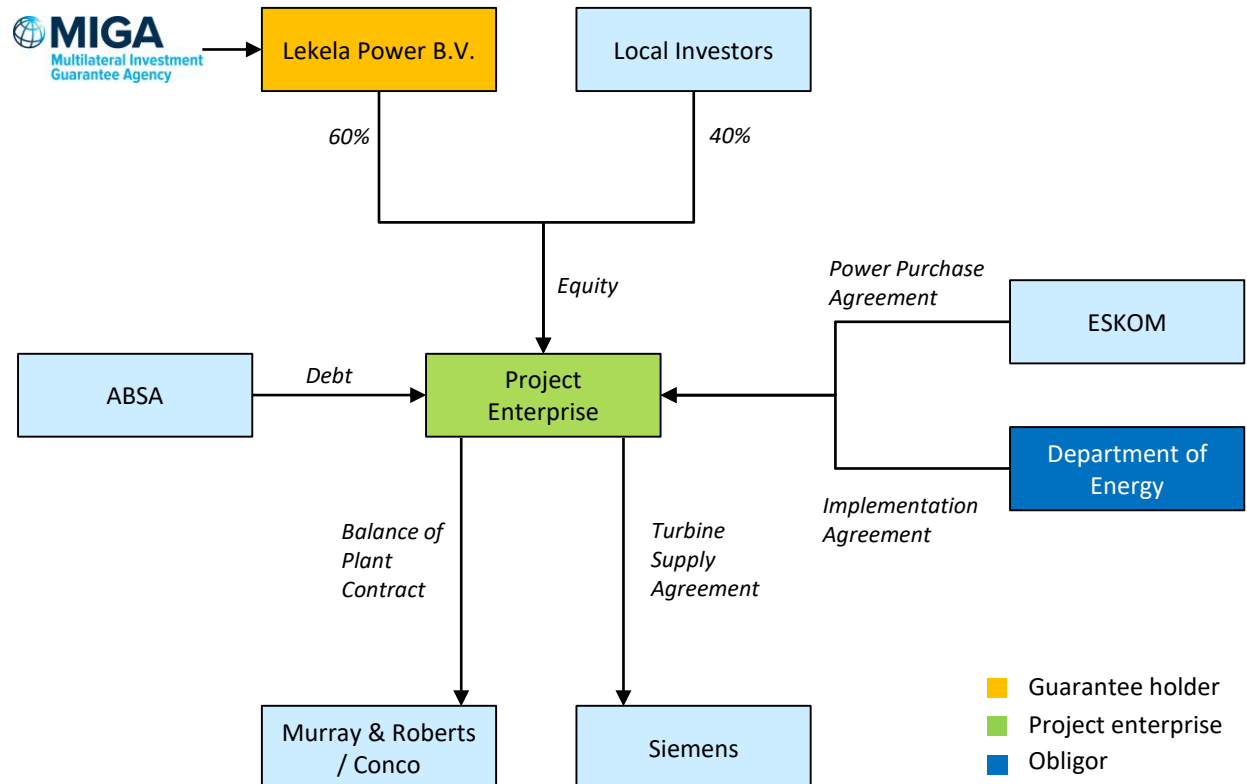 MIGA
Multilateral Investment
Guarantee Agency
Lekela Power B.V.
Local Investors
60%
40%
Equity
Power Purchase
Agreement
ESKOM
ABSA
Debt
Project
Enterprise
Department of
Energy
Implementation
Agreement
Balance of
Plant
Contract
Turbine
Supply
Agreement
Murray & Roberts
/ Conco
Siemens
Guarantee holder
Project enterprise
Obligor